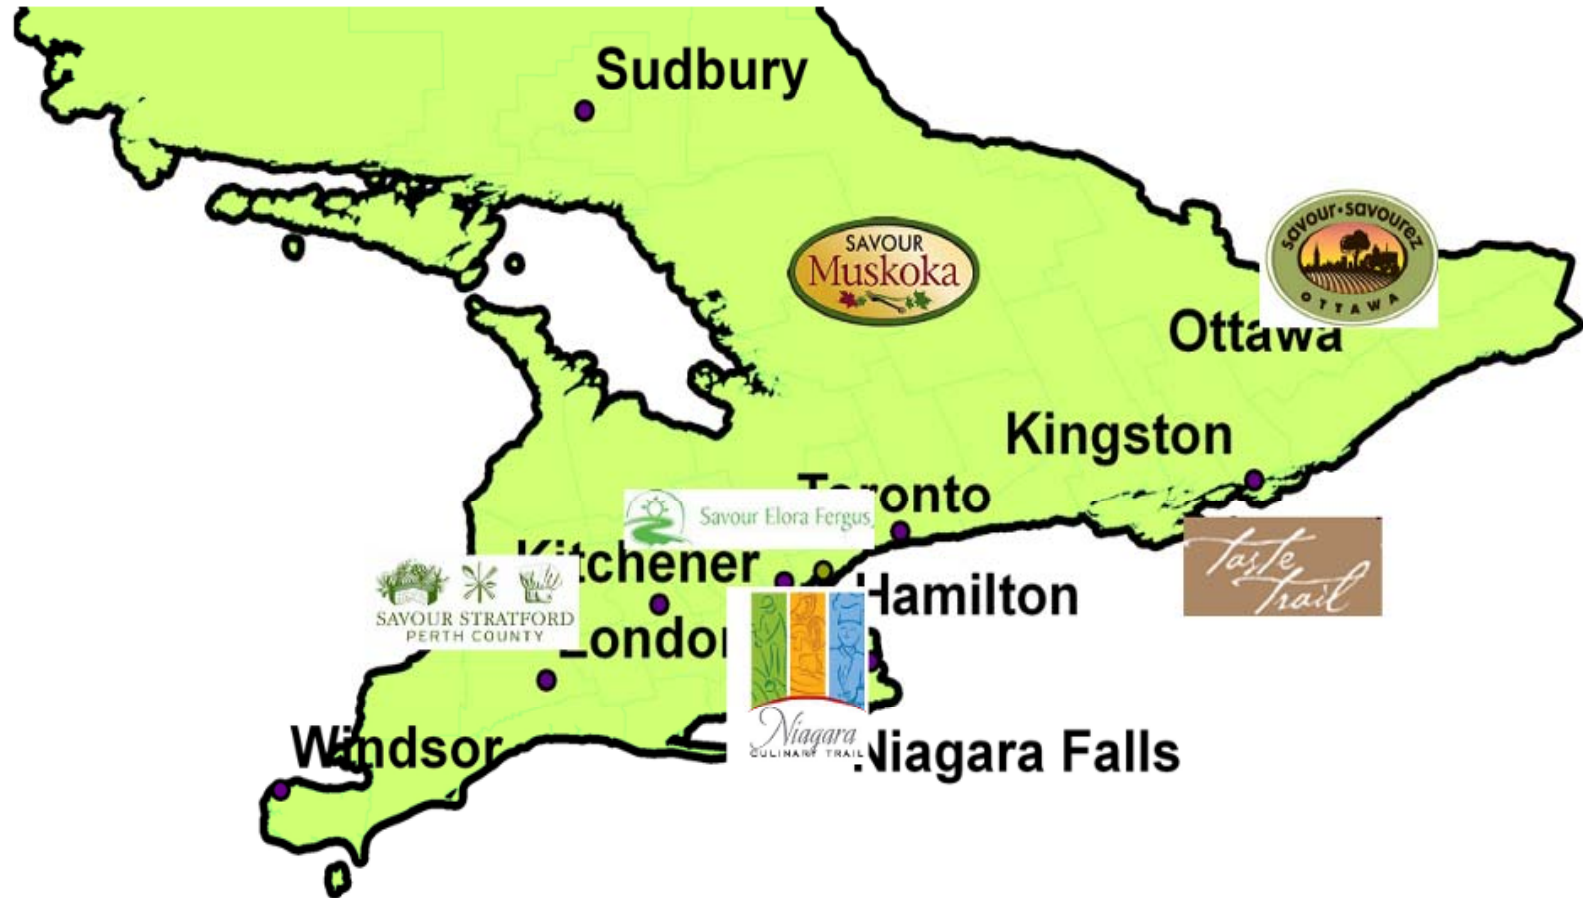 Sudbury
savour·savourez
OTTAWA
SAVOUR
Muskoka
Ottawa
Kingston
Toronto
Savour Elora Fergus
Kitchener
Taste
Trail
SAVOUR STRATFORD
PERTH COUNTY
Hamilton
London
Niagara
CULINARY TRAIL
Windsor
Niagara Falls